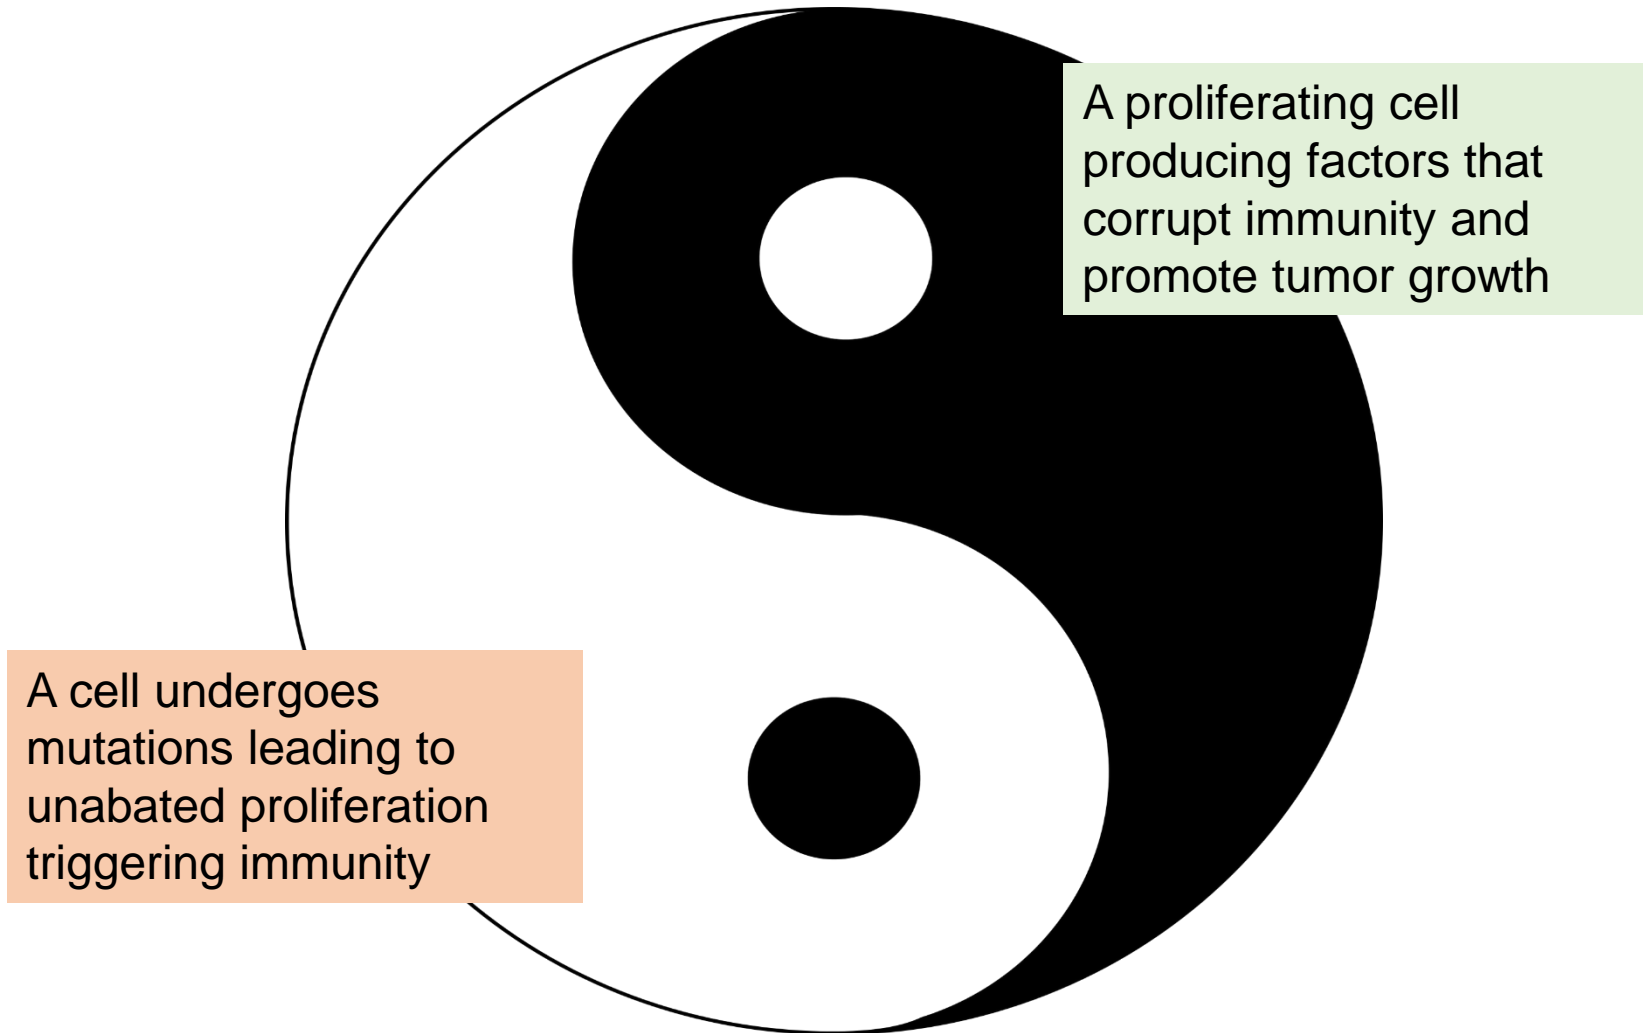 A proliferating cell
producing factors that
corrupt immunity and
promote tumor growth
A cell undergoes
mutations leading to
unabated proliferation
triggering immunity